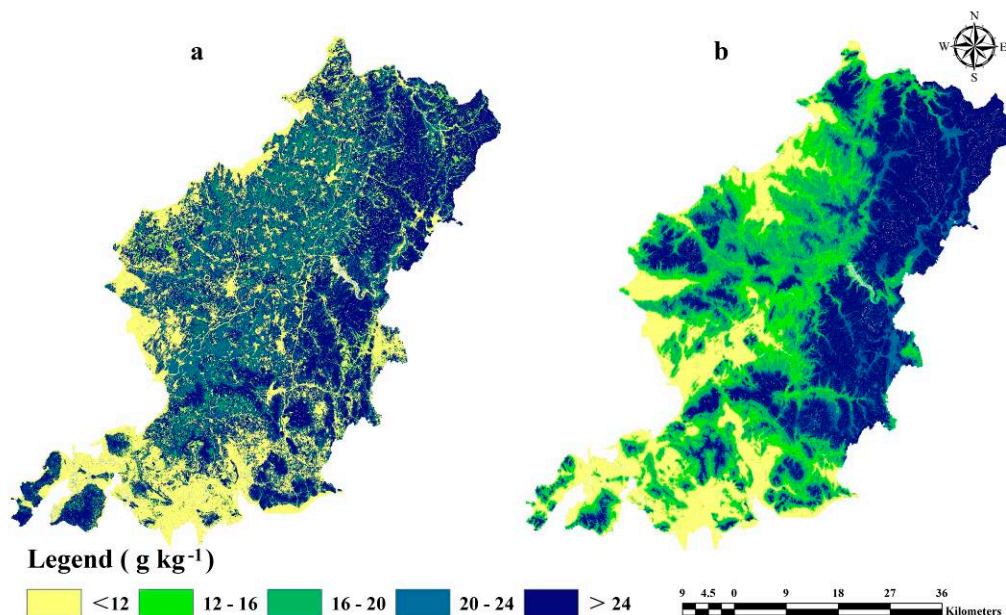 a
b
N
W E
S
Legend ( g kg-1)
<12
12 - 16
16 - 20
20 - 24
> 24
9 4.5 0 9 18 27 36
Kilometers